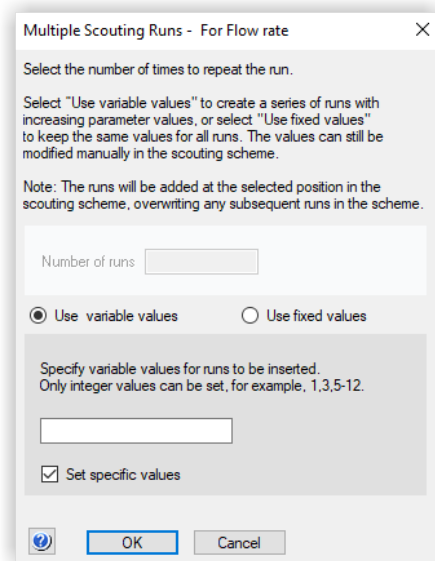 Multiple Scouting Runs - For Flow rate
Select the number of times to repeat the run.
Select "Use variable values" to create a series of runs with
increasing parameter values, or select "Use fixed values"
to keep the same values for all runs. The values can still be
modified manually in the scouting scheme.
Note: The runs will be added at the selected position in the
scouting scheme, overwriting any subsequent runs in the scheme.
Number of runs
Use variable values Use fixed values
Specify variable values for runs to be inserted.
Only integer values can be set, for example, 1,3,5-12.
Set specific values
? OK Cancel